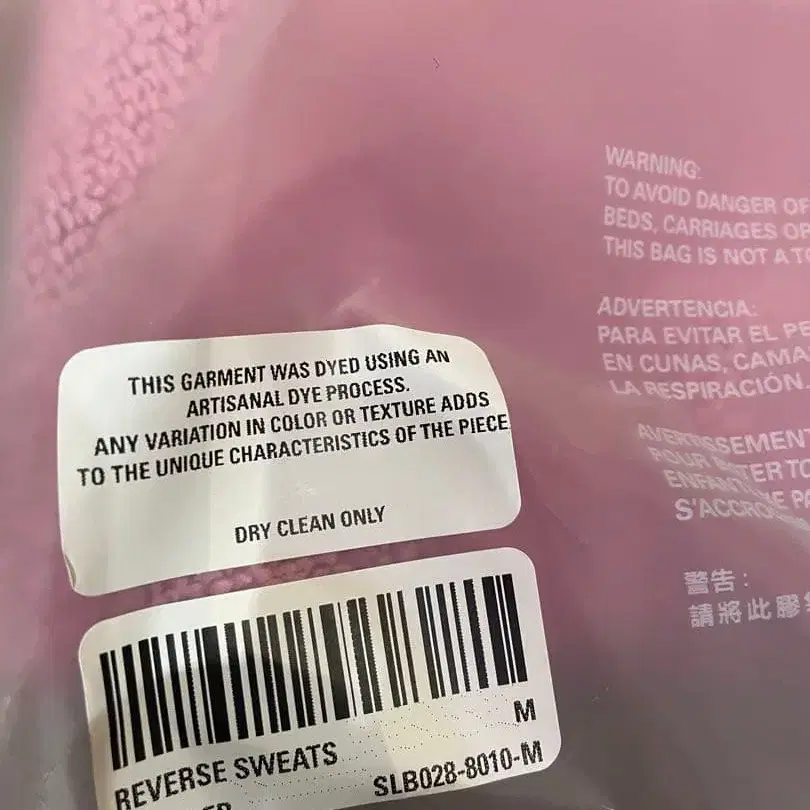 WARNING:
TO AVOID DANGER OF
BEDS, CARRIAGES OR
THIS BAG IS NOT A TO
ADVERTENCIA:
PARA EVITAR EL PE
EN CUNAS, CAMA
LA RESPIRACIÓN
AVERTISSEMENT
POUR
ENFAN
S'ACCRO
警告:
請將此膠
THIS GARMENT WAS DYED USING AN
ARTISANAL DYE PROCESS.
ANY VARIATION IN COLOR OR TEXTURE ADDS
TO THE UNIQUE CHARACTERISTICS OF THE PIECE
DRY CLEAN ONLY
M
REVERSE SWEATS
SLB028-8010-M